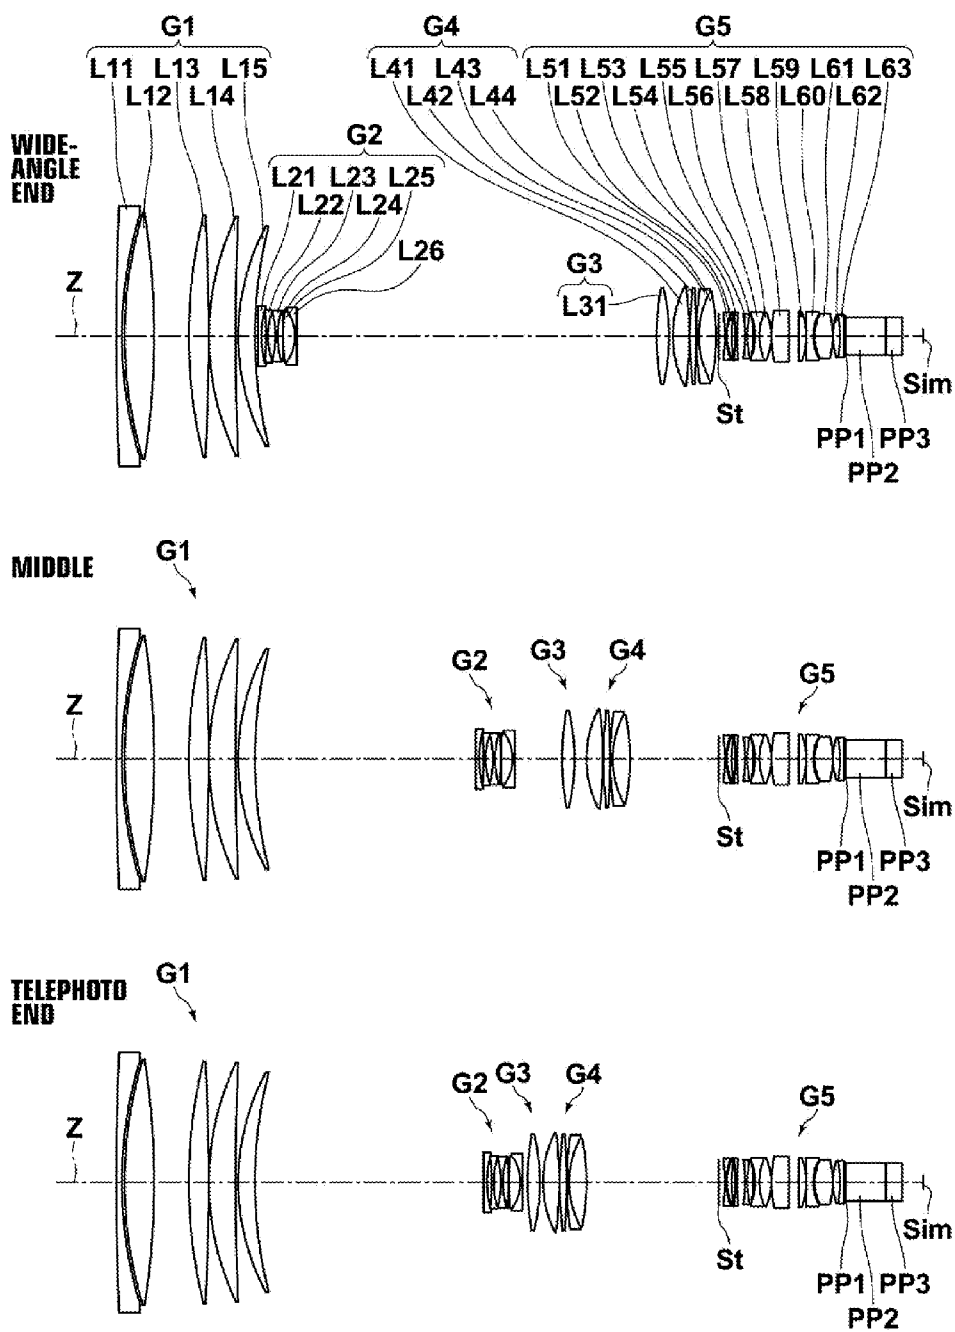 G1 G4 G5
L11 L13 L15 L41 L43 L51 L53 L55 L57 L59 L61 L63
L12 L14 L42 L44 L52 L54 L56 L58 L60 L62
WIDE-
ANGLE
END
G2
L21 L23 L25
L22 L24
L26
Z
G3
L31
Sim
St
PP1 PP3
PP2
MIDDLE
G1
G2 G3 G4
G5
Z
Sim
St
PP1 PP3
PP2
TELEPHOTO
END
G1
G2 G3 G4
G5
Z
Sim
St
PP1 PP3
PP2